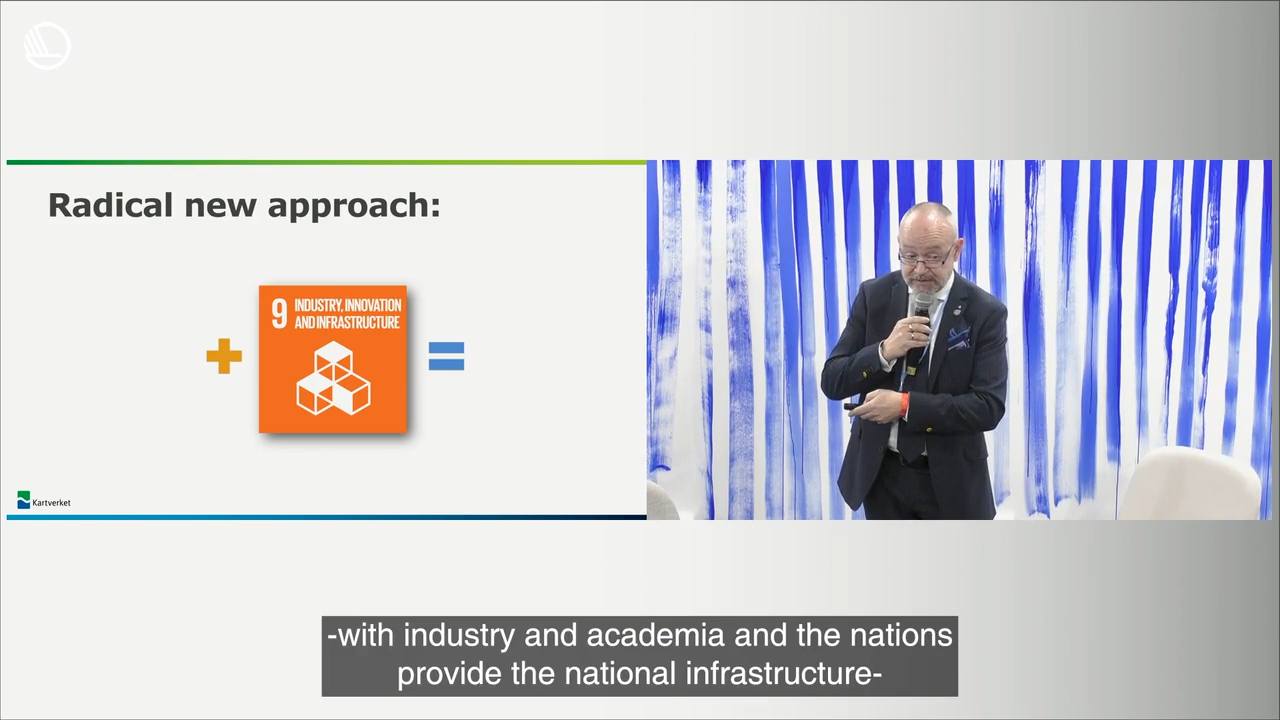 Radical new approach:
9 INDUSTRY, INNOVATION
AND INFRASTRUCTURE
Kartverket
-with industry and academia and the nations
provide the national infrastructure-